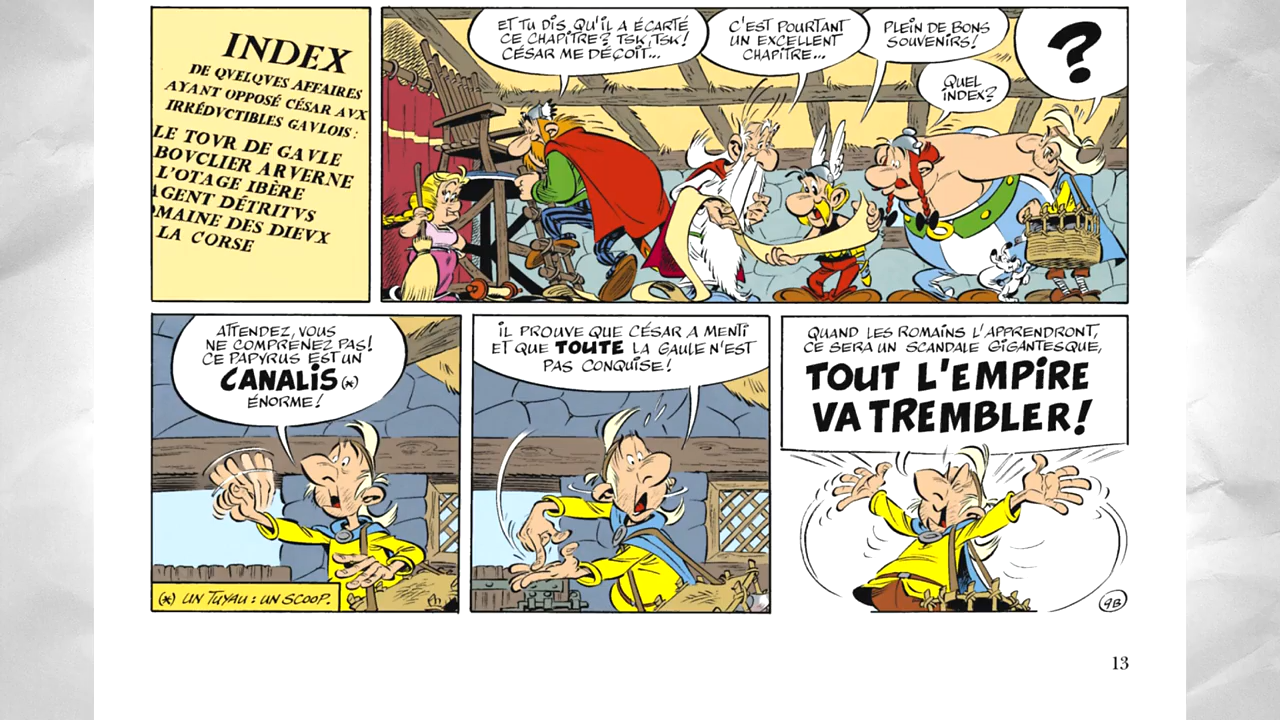 INDEX
DE QVELQVES AFFAIRES
AYANT OPPOSÉ CÉSAR AVX
IRRÉDVCTIBLES GAVLOIS :
LE TOVR DE GAVLE
BOVCLIER ARVERNE
L'OTAGE IBÈRE
AGENT DÉTRITVS
OMAINE DES DIEVX
LA CORSE
ET TU DIS QU'IL A ÉCARTÉ
CE CHAPITRE? TSK, TSK!
CÉSAR ME DÉÇOIT...
C'EST POURTANT
UN EXCELLENT
CHAPITRE...
PLEIN DE BONS
SOUVENIRS!
QUEL
INDEX?
?
ATTENDEZ, VOUS
NE COMPRENEZ PAS!
CE PAPYRUS EST UN
CANALIS (*)
ÉNORME!
(*) UN TUYAU : UN SCOOP.
IL PROUVE QUE CÉSAR A MENTI
ET QUE TOUTE LA GAULE N'EST
PAS CONQUISE!
QUAND LES ROMAINS L'APPRENDRONT,
CE SERA UN SCANDALE GIGANTESQUE,
TOUT L'EMPIRE
VA TREMBLER!
9B
13